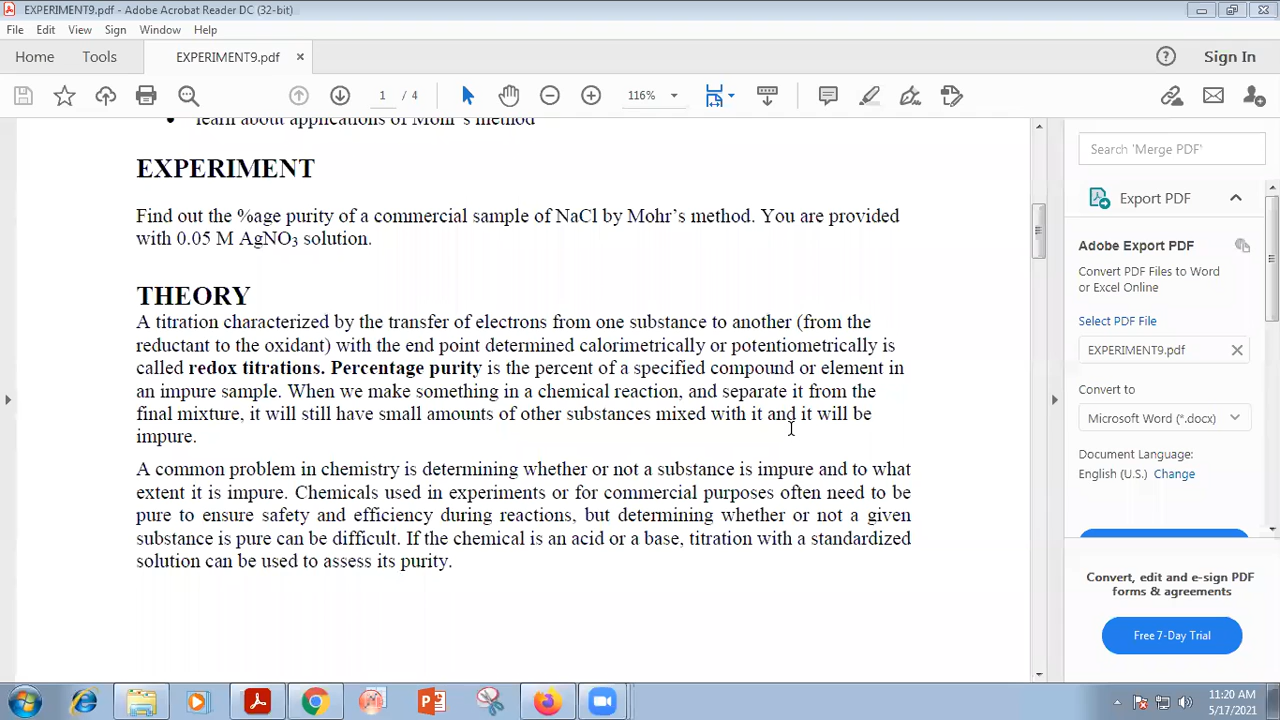 EXPERIMENT9.pdf - Adobe Acrobat Reader DC (32-bit)
File Edit View Sign Window Help
Home Tools EXPERIMENT9.pdf × Sign In
1 / 4 116%
learn about applications of Mohr's method
EXPERIMENT
Find out the %age purity of a commercial sample of NaCl by Mohr's method. You are provided
with 0.05 M AgNO3 solution.
THEORY
A titration characterized by the transfer of electrons from one substance to another (from the
reductant to the oxidant) with the end point determined calorimetrically or potentiometrically is
called redox titrations. Percentage purity is the percent of a specified compound or element in
an impure sample. When we make something in a chemical reaction, and separate it from the
final mixture, it will still have small amounts of other substances mixed with it and it will be
impure.
A common problem in chemistry is determining whether or not a substance is impure and to what
extent it is impure. Chemicals used in experiments or for commercial purposes often need to be
pure to ensure safety and efficiency during reactions, but determining whether or not a given
substance is pure can be difficult. If the chemical is an acid or a base, titration with a standardized
solution can be used to assess its purity.
Search 'Merge PDF'
Export PDF
Adobe Export PDF
Convert PDF Files to Word
or Excel Online
Select PDF File
EXPERIMENT9.pdf
Convert to
Microsoft Word (*.docx)
Document Language:
English (U.S.) Change
Convert, edit and e-sign PDF
forms & agreements
Free 7-Day Trial
11:20 AM
5/17/2021